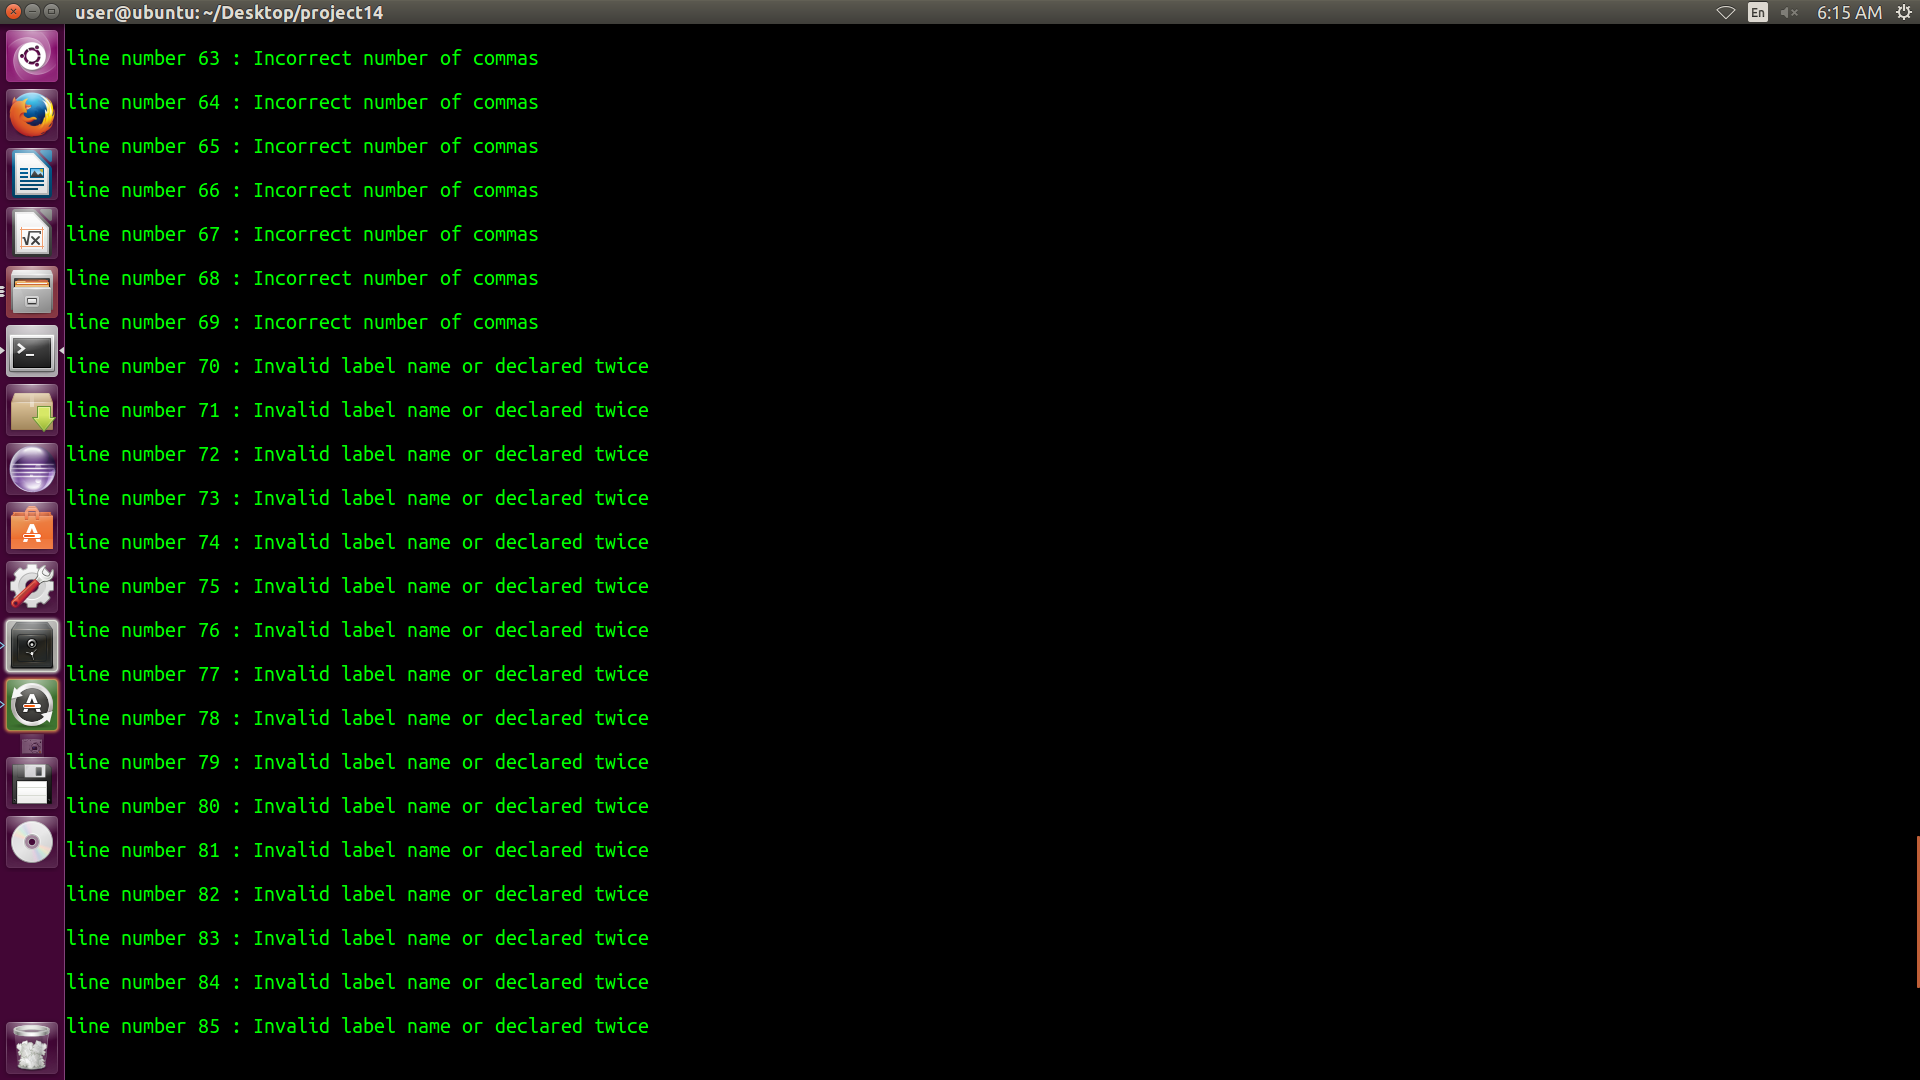 user@ubuntu: ~/Desktop/project14
En
6:15 AM
line number 63 : Incorrect number of commas
line number 64 : Incorrect number of commas
line number 65 : Incorrect number of commas
line number 66 : Incorrect number of commas
line number 67 : Incorrect number of commas
line number 68 : Incorrect number of commas
line number 69 : Incorrect number of commas
line number 70 : Invalid label name or declared twice
line number 71 : Invalid label name or declared twice
line number 72 : Invalid label name or declared twice
line number 73 : Invalid label name or declared twice
line number 74 : Invalid label name or declared twice
line number 75 : Invalid label name or declared twice
line number 76 : Invalid label name or declared twice
line number 77 : Invalid label name or declared twice
line number 78 : Invalid label name or declared twice
line number 79 : Invalid label name or declared twice
line number 80 : Invalid label name or declared twice
line number 81 : Invalid label name or declared twice
line number 82 : Invalid label name or declared twice
line number 83 : Invalid label name or declared twice
line number 84 : Invalid label name or declared twice
line number 85 : Invalid label name or declared twice